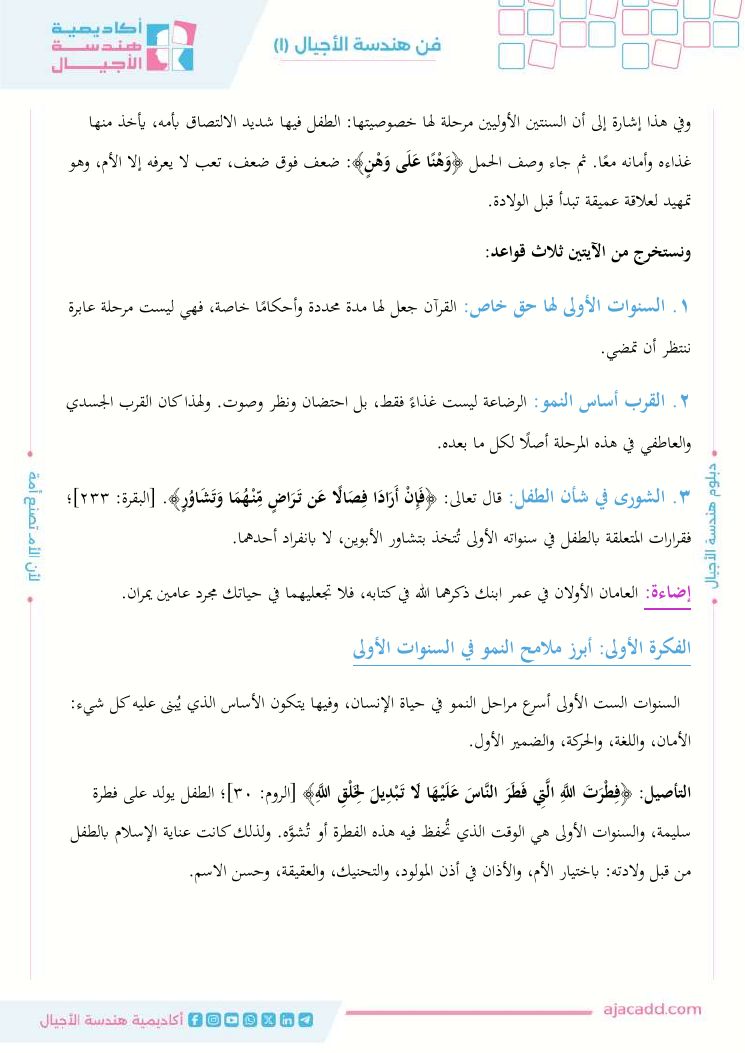 أكاديمية
هندسة
الأجيال
فن هندسة الأجيال (١)
وفي هذا إشارة إلى أن السنتين الأوليين مرحلة لها خصوصيتها: الطفل فيها شديد الالتصاق بأمه، يأخذ منها
غذاءه وأمانه معًا. ثم جاء وصف الحمل ﴿وَهْنًا عَلَى وَهْنٍ﴾: ضعف فوق ضعف، تعب لا يعرفه إلا الأم، وهو
تمهيد لعلاقة عميقة تبدأ قبل الولادة.
ونستخرج من الآيتين ثلاث قواعد:
١. السنوات الأولى لها حق خاص: القرآن جعل لها مدة محددة وأحكامًا خاصة، فهي ليست مرحلة عابرة
ننتظر أن تمضي.
٢. القرب أساس النمو: الرضاعة ليست غذاءً فقط، بل احتضان ونظر وصوت. ولهذا كان القرب الجسدي
والعاطفي في هذه المرحلة أصلًا لكل ما بعده.
٣. الشورى في شأن الطفل: قال تعالى: ﴿فَإِنْ أَرَادَا فِصَالًا عَن تَرَاضٍ مِّنْهُمَا وَتَشَاوُرٍ﴾. [البقرة: ٢٣٣]؛
فقرارات المتعلقة بالطفل في سنواته الأولى تُتخذ بتشاور الأبوين، لا بانفراد أحدهما.
إضاءة: العامان الأولان في عمر ابنك ذكرهما الله في كتابه، فلا تجعليهما في حياتك مجرد عامين يمران.
الفكرة الأولى: أبرز ملامح النمو في السنوات الأولى
السنوات الست الأولى أسرع مراحل النمو في حياة الإنسان، وفيها يتكون الأساس الذي يُبنى عليه كل شيء:
الأمان، واللغة، والحركة، والضمير الأول.
التأصيل: ﴿فِطْرَتَ اللَّهِ الَّتِي فَطَرَ النَّاسَ عَلَيْهَا لَا تَبْدِيلَ لِخَلْقِ اللَّهِ﴾ [الروم: ٣٠]؛ الطفل يولد على فطرة
سليمة، والسنوات الأولى هي الوقت الذي تُحفظ فيه هذه الفطرة أو تُشوَّه. ولذلك كانت عناية الإسلام بالطفل
من قبل ولادته: باختيار الأم، والأذان في أذن المولود، والتحنيك، والعقيقة، وحسن الاسم.
دبلوم هندسة الأجيال
لأن الأم تصنع أمة
ajacadd.com
أكاديمية هندسة الأجيال